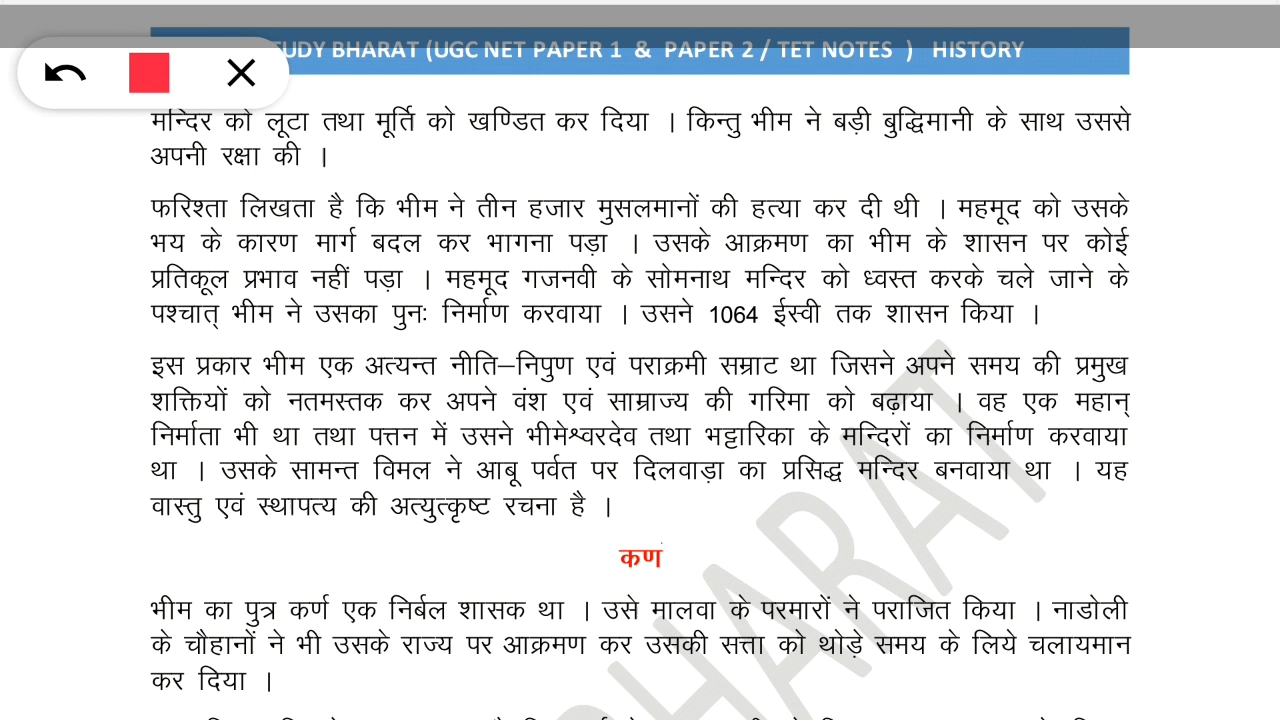 TUDY BHARAT (UGC NET PAPER 1 & PAPER 2 / TET NOTES ) HISTORY
मन्दिर को लूटा तथा मूर्ति को खण्डित कर दिया । किन्तु भीम ने बड़ी बुद्धिमानी के साथ उससे
अपनी रक्षा की ।
फरिश्ता लिखता है कि भीम ने तीन हजार मुसलमानों की हत्या कर दी थी । महमूद को उसके
भय के कारण मार्ग बदल कर भागना पड़ा । उसके आक्रमण का भीम के शासन पर कोई
प्रतिकूल प्रभाव नहीं पड़ा । महमूद गजनवी के सोमनाथ मन्दिर को ध्वस्त करके चले जाने के
पश्चात् भीम ने उसका पुनः निर्माण करवाया । उसने 1064 ईस्वी तक शासन किया ।
इस प्रकार भीम एक अत्यन्त नीति–निपुण एवं पराक्रमी सम्राट था जिसने अपने समय की प्रमुख
शक्तियों को नतमस्तक कर अपने वंश एवं साम्राज्य की गरिमा को बढ़ाया । वह एक महान्
निर्माता भी था तथा पत्तन में उसने भीमेश्वरदेव तथा भट्टारिका के मन्दिरों का निर्माण करवाया
था । उसके सामन्त विमल ने आबू पर्वत पर दिलवाड़ा का प्रसिद्ध मन्दिर बनवाया था । यह
वास्तु एवं स्थापत्य की अत्युत्कृष्ट रचना है ।
कण
भीम का पुत्र कर्ण एक निर्बल शासक था । उसे मालवा के परमारों ने पराजित किया । नाडोली
के चौहानों ने भी उसके राज्य पर आक्रमण कर उसकी सत्ता को थोड़े समय के लिये चलायमान
कर दिया ।
BHARAT